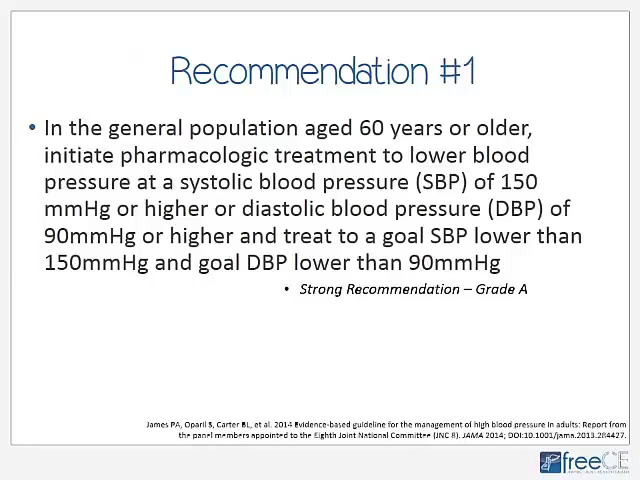 Recommendation #1
• In the general population aged 60 years or older,
initiate pharmacologic treatment to lower blood
pressure at a systolic blood pressure (SBP) of 150
mmHg or higher or diastolic blood pressure (DBP) of
90mmHg or higher and treat to a goal SBP lower than
150mmHg and goal DBP lower than 90mmHg
• Strong Recommendation – Grade A
James PA, Oparil S, Carter BL, et al. 2014 Evidence-based guideline for the management of high blood pressure in adults: Report from
the panel members appointed to the Eighth Joint National Committee (JNC 8). JAMA 2014; DOI:10.1001/jama.2013.284427.
freeCE